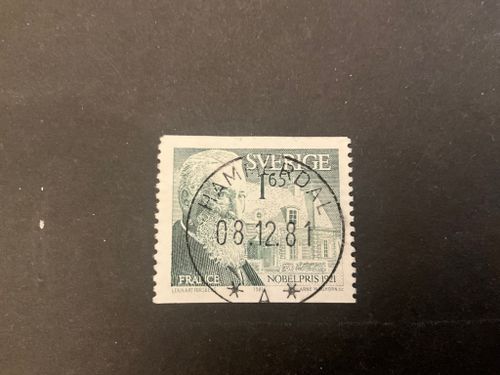 SVERIGE
1 65
HAMMERDAL
08.12.81
FRANCE
NOBELPRIS 1921
A